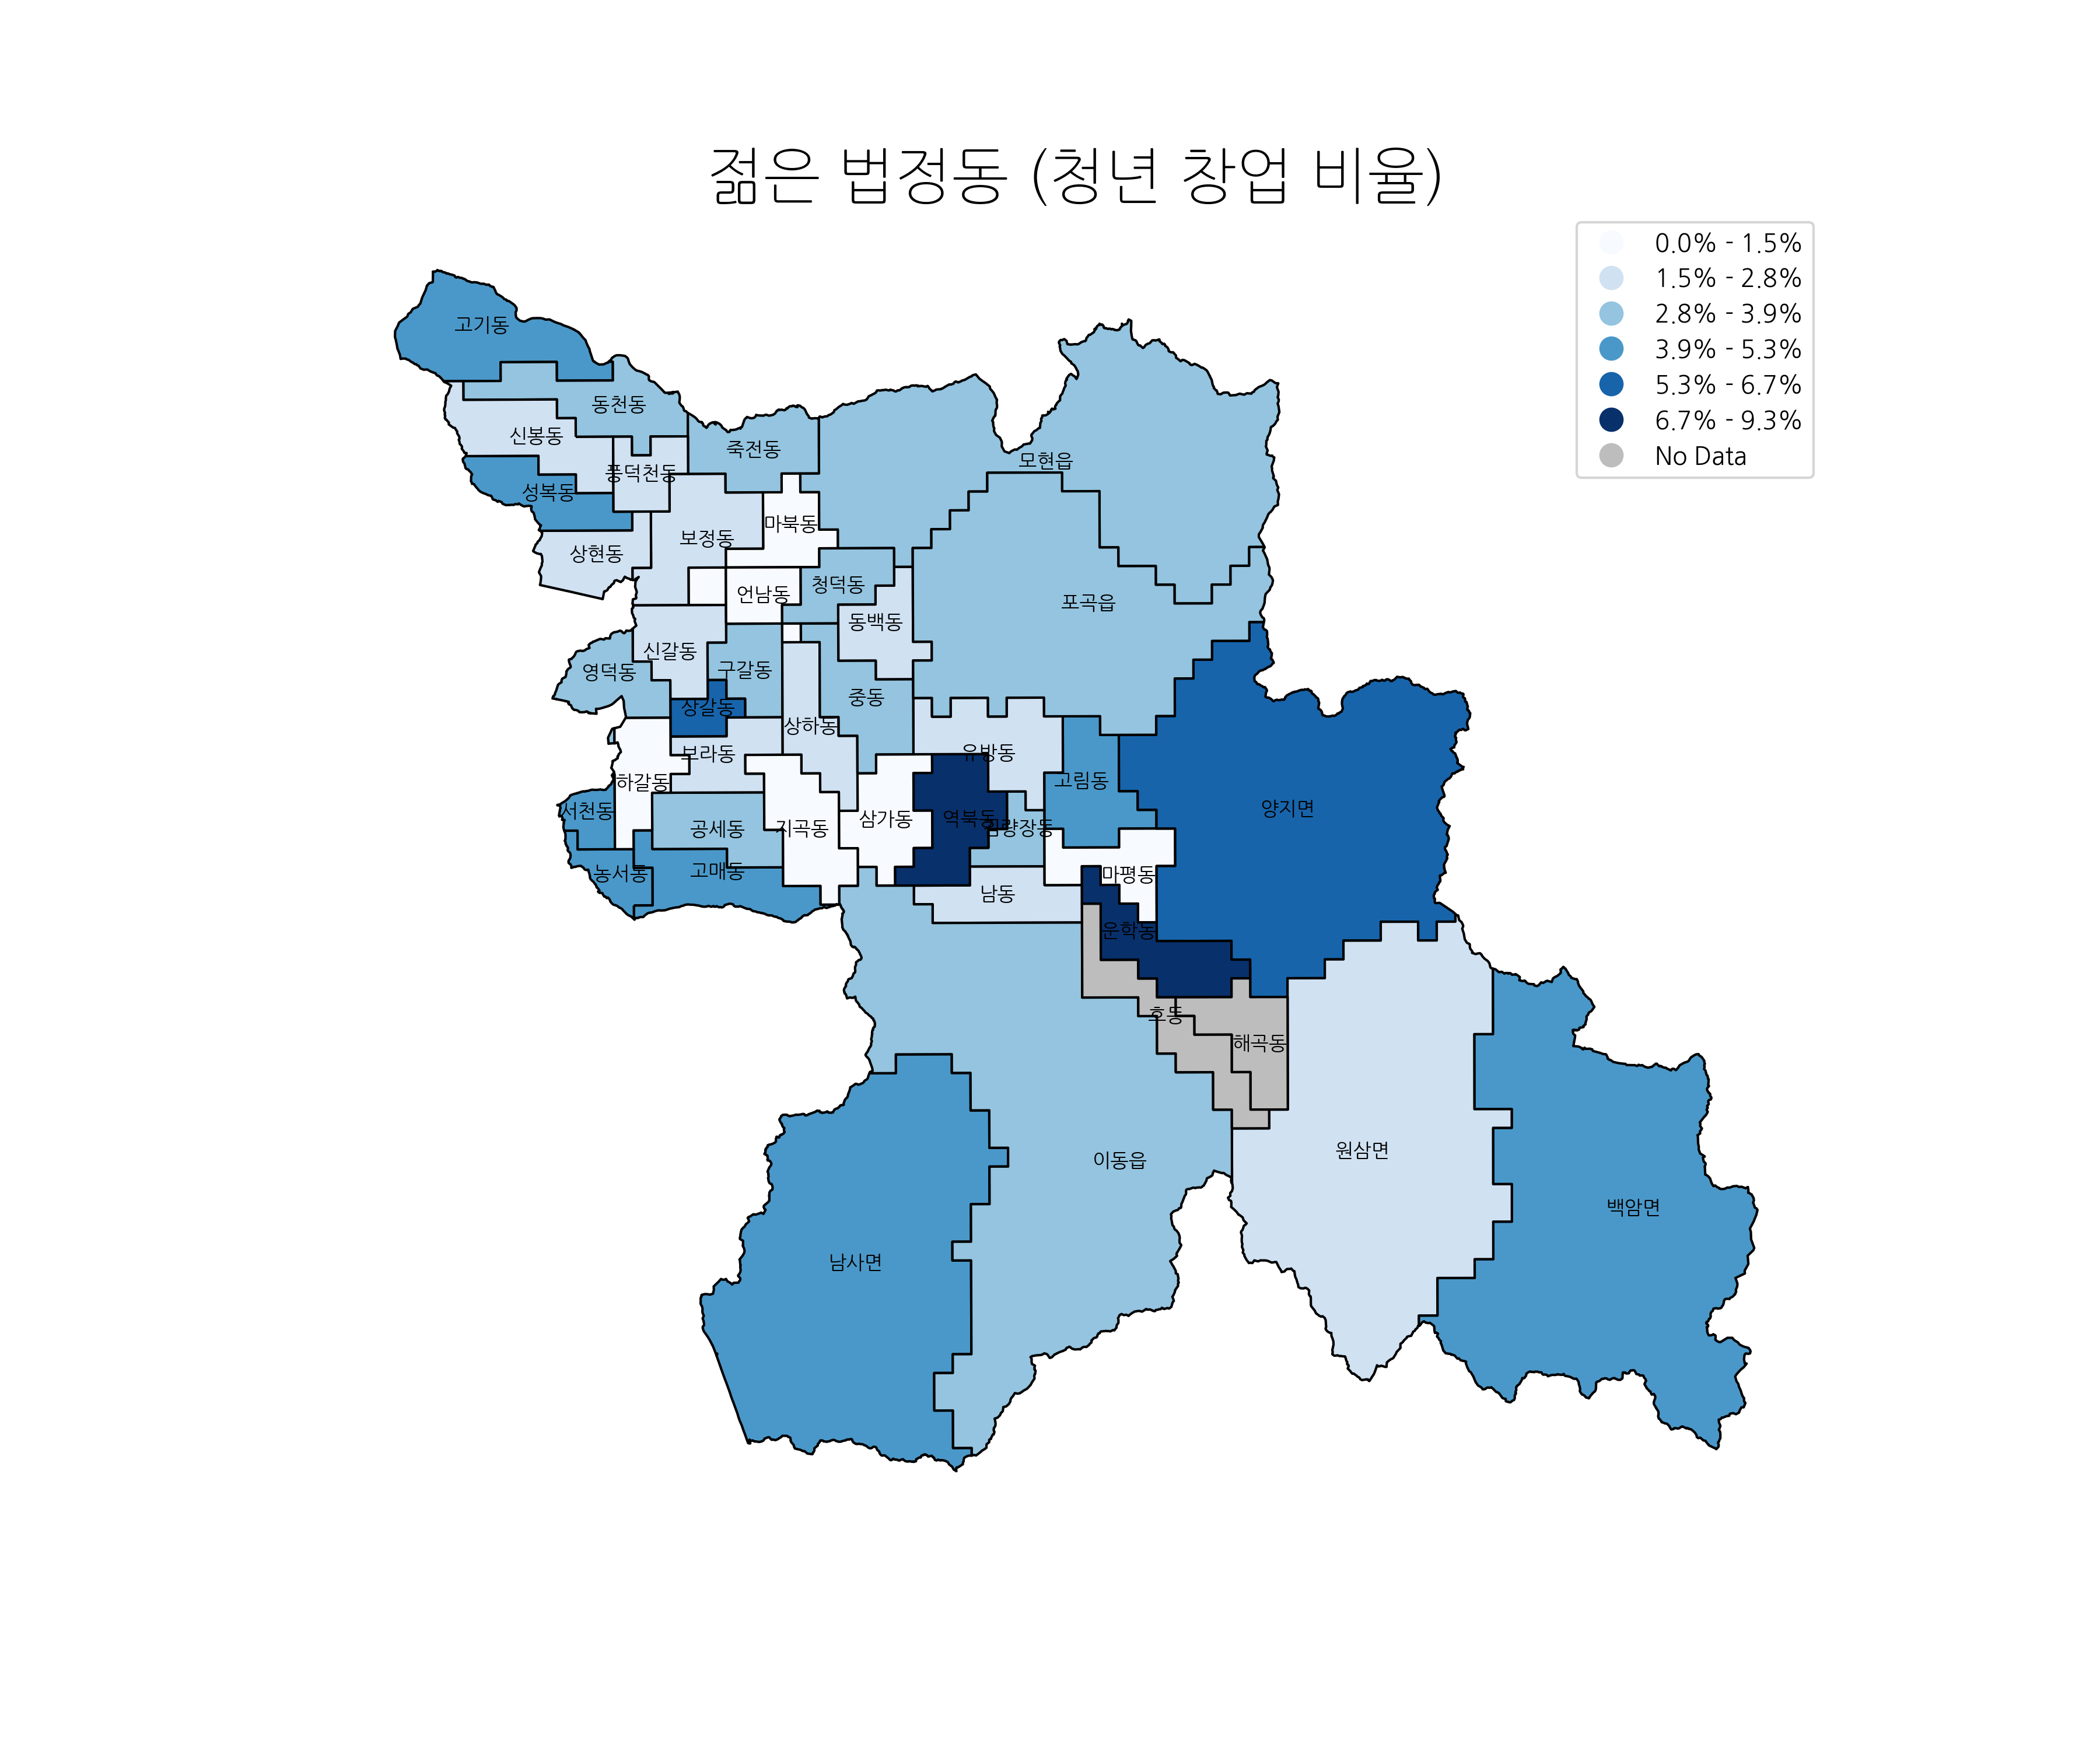 젊은 법정동 (청년 창업 비율)
0.0% - 1.5%
1.5% - 2.8%
2.8% - 3.9%
3.9% - 5.3%
5.3% - 6.7%
6.7% - 9.3%
No Data
고기동
동천동
신봉동
죽전동
모현읍
풍덕천동
성복동
마북동
보정동
상현동
청덕동
언남동
포곡읍
동백동
신갈동
구갈동
영덕동
중동
상갈동
상하동
유방동
보라동
고림동
하갈동
양지면
서천동
역북동
삼가동
공세동
지곡동
고매동
농서동
마평동
남동
운학동
호동
해곡동
원삼면
이동읍
백암면
남사면